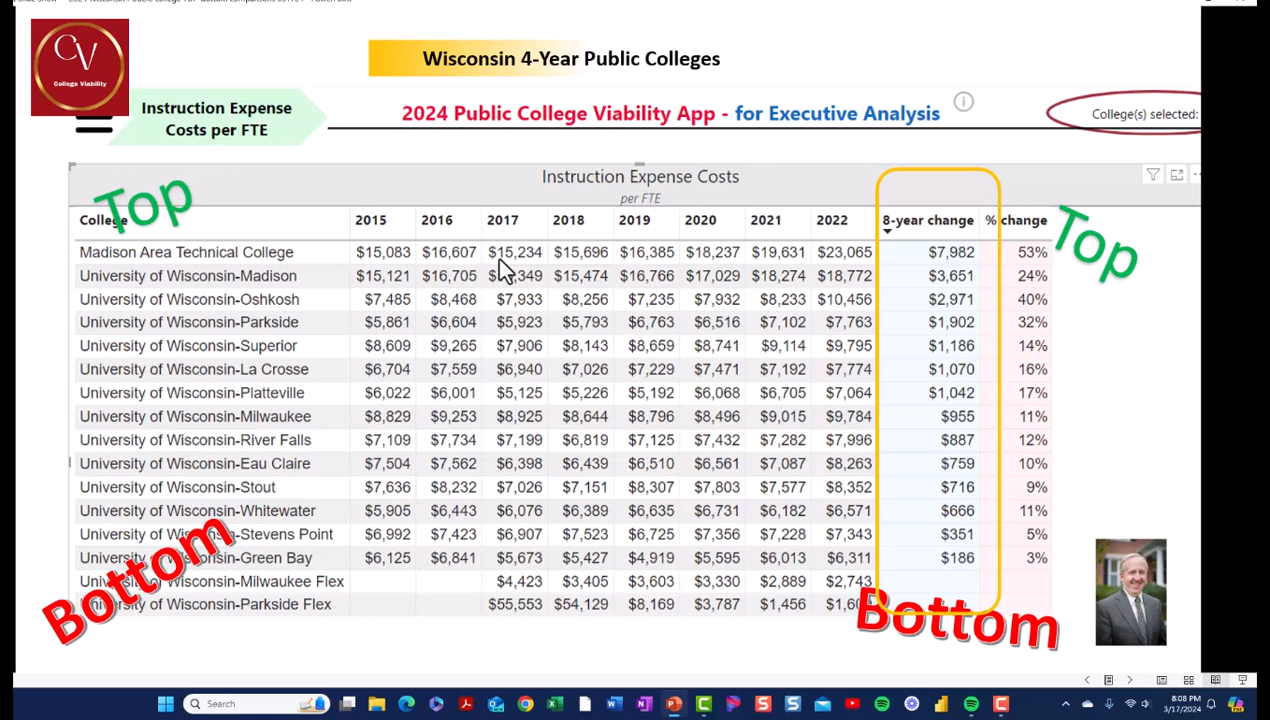 CV
College Viability
Wisconsin 4-Year Public Colleges
Instruction Expense
Costs per FTE
2024 Public College Viability App - for Executive Analysis
College(s) selected:
Top
Top
Instruction Expense Costs
per FTE
College 2015 2016 2017 2018 2019 2020 2021 2022 8-year change % change
Madison Area Technical College $15,083 $16,607 $15,234 $15,696 $16,385 $18,237 $19,631 $23,065 $7,982 53%
University of Wisconsin-Madison $15,121 $16,705 ,349 $15,474 $16,766 $17,029 $18,274 $18,772 $3,651 24%
University of Wisconsin-Oshkosh $7,485 $8,468 $7,933 $8,256 $7,235 $7,932 $8,233 $10,456 $2,971 40%
University of Wisconsin-Parkside $5,861 $6,604 $5,923 $5,793 $6,763 $6,516 $7,102 $7,763 $1,902 32%
University of Wisconsin-Superior $8,609 $9,265 $7,906 $8,143 $8,659 $8,741 $9,114 $9,795 $1,186 14%
University of Wisconsin-La Crosse $6,704 $7,559 $6,940 $7,026 $7,229 $7,471 $7,192 $7,774 $1,070 16%
University of Wisconsin-Platteville $6,022 $6,001 $5,125 $5,226 $5,192 $6,068 $6,705 $7,064 $1,042 17%
University of Wisconsin-Milwaukee $8,829 $9,253 $8,925 $8,644 $8,796 $8,496 $9,015 $9,784 $955 11%
University of Wisconsin-River Falls $7,109 $7,734 $7,199 $6,819 $7,125 $7,432 $7,282 $7,996 $887 12%
University of Wisconsin-Eau Claire $7,504 $7,562 $6,398 $6,439 $6,510 $6,561 $7,087 $8,263 $759 10%
University of Wisconsin-Stout $7,636 $8,232 $7,026 $7,151 $8,307 $7,803 $7,577 $8,352 $716 9%
University of Wisconsin-Whitewater $5,905 $6,443 $6,076 $6,389 $6,635 $6,731 $6,182 $6,571 $666 11%
University of Wisconsin-Stevens Point $6,992 $7,423 $6,907 $7,523 $6,725 $7,356 $7,228 $7,343 $351 5%
University of Wisconsin-Green Bay $6,125 $6,841 $5,673 $5,427 $4,919 $5,595 $6,013 $6,311 $186 3%
University of Wisconsin-Milwaukee Flex $4,423 $3,405 $3,603 $3,330 $2,889 $2,743
University of Wisconsin-Parkside Flex $55,553 $54,129 $8,169 $3,787 $1,456
Bottom
Bottom
Search
8:08 PM
3/17/2024